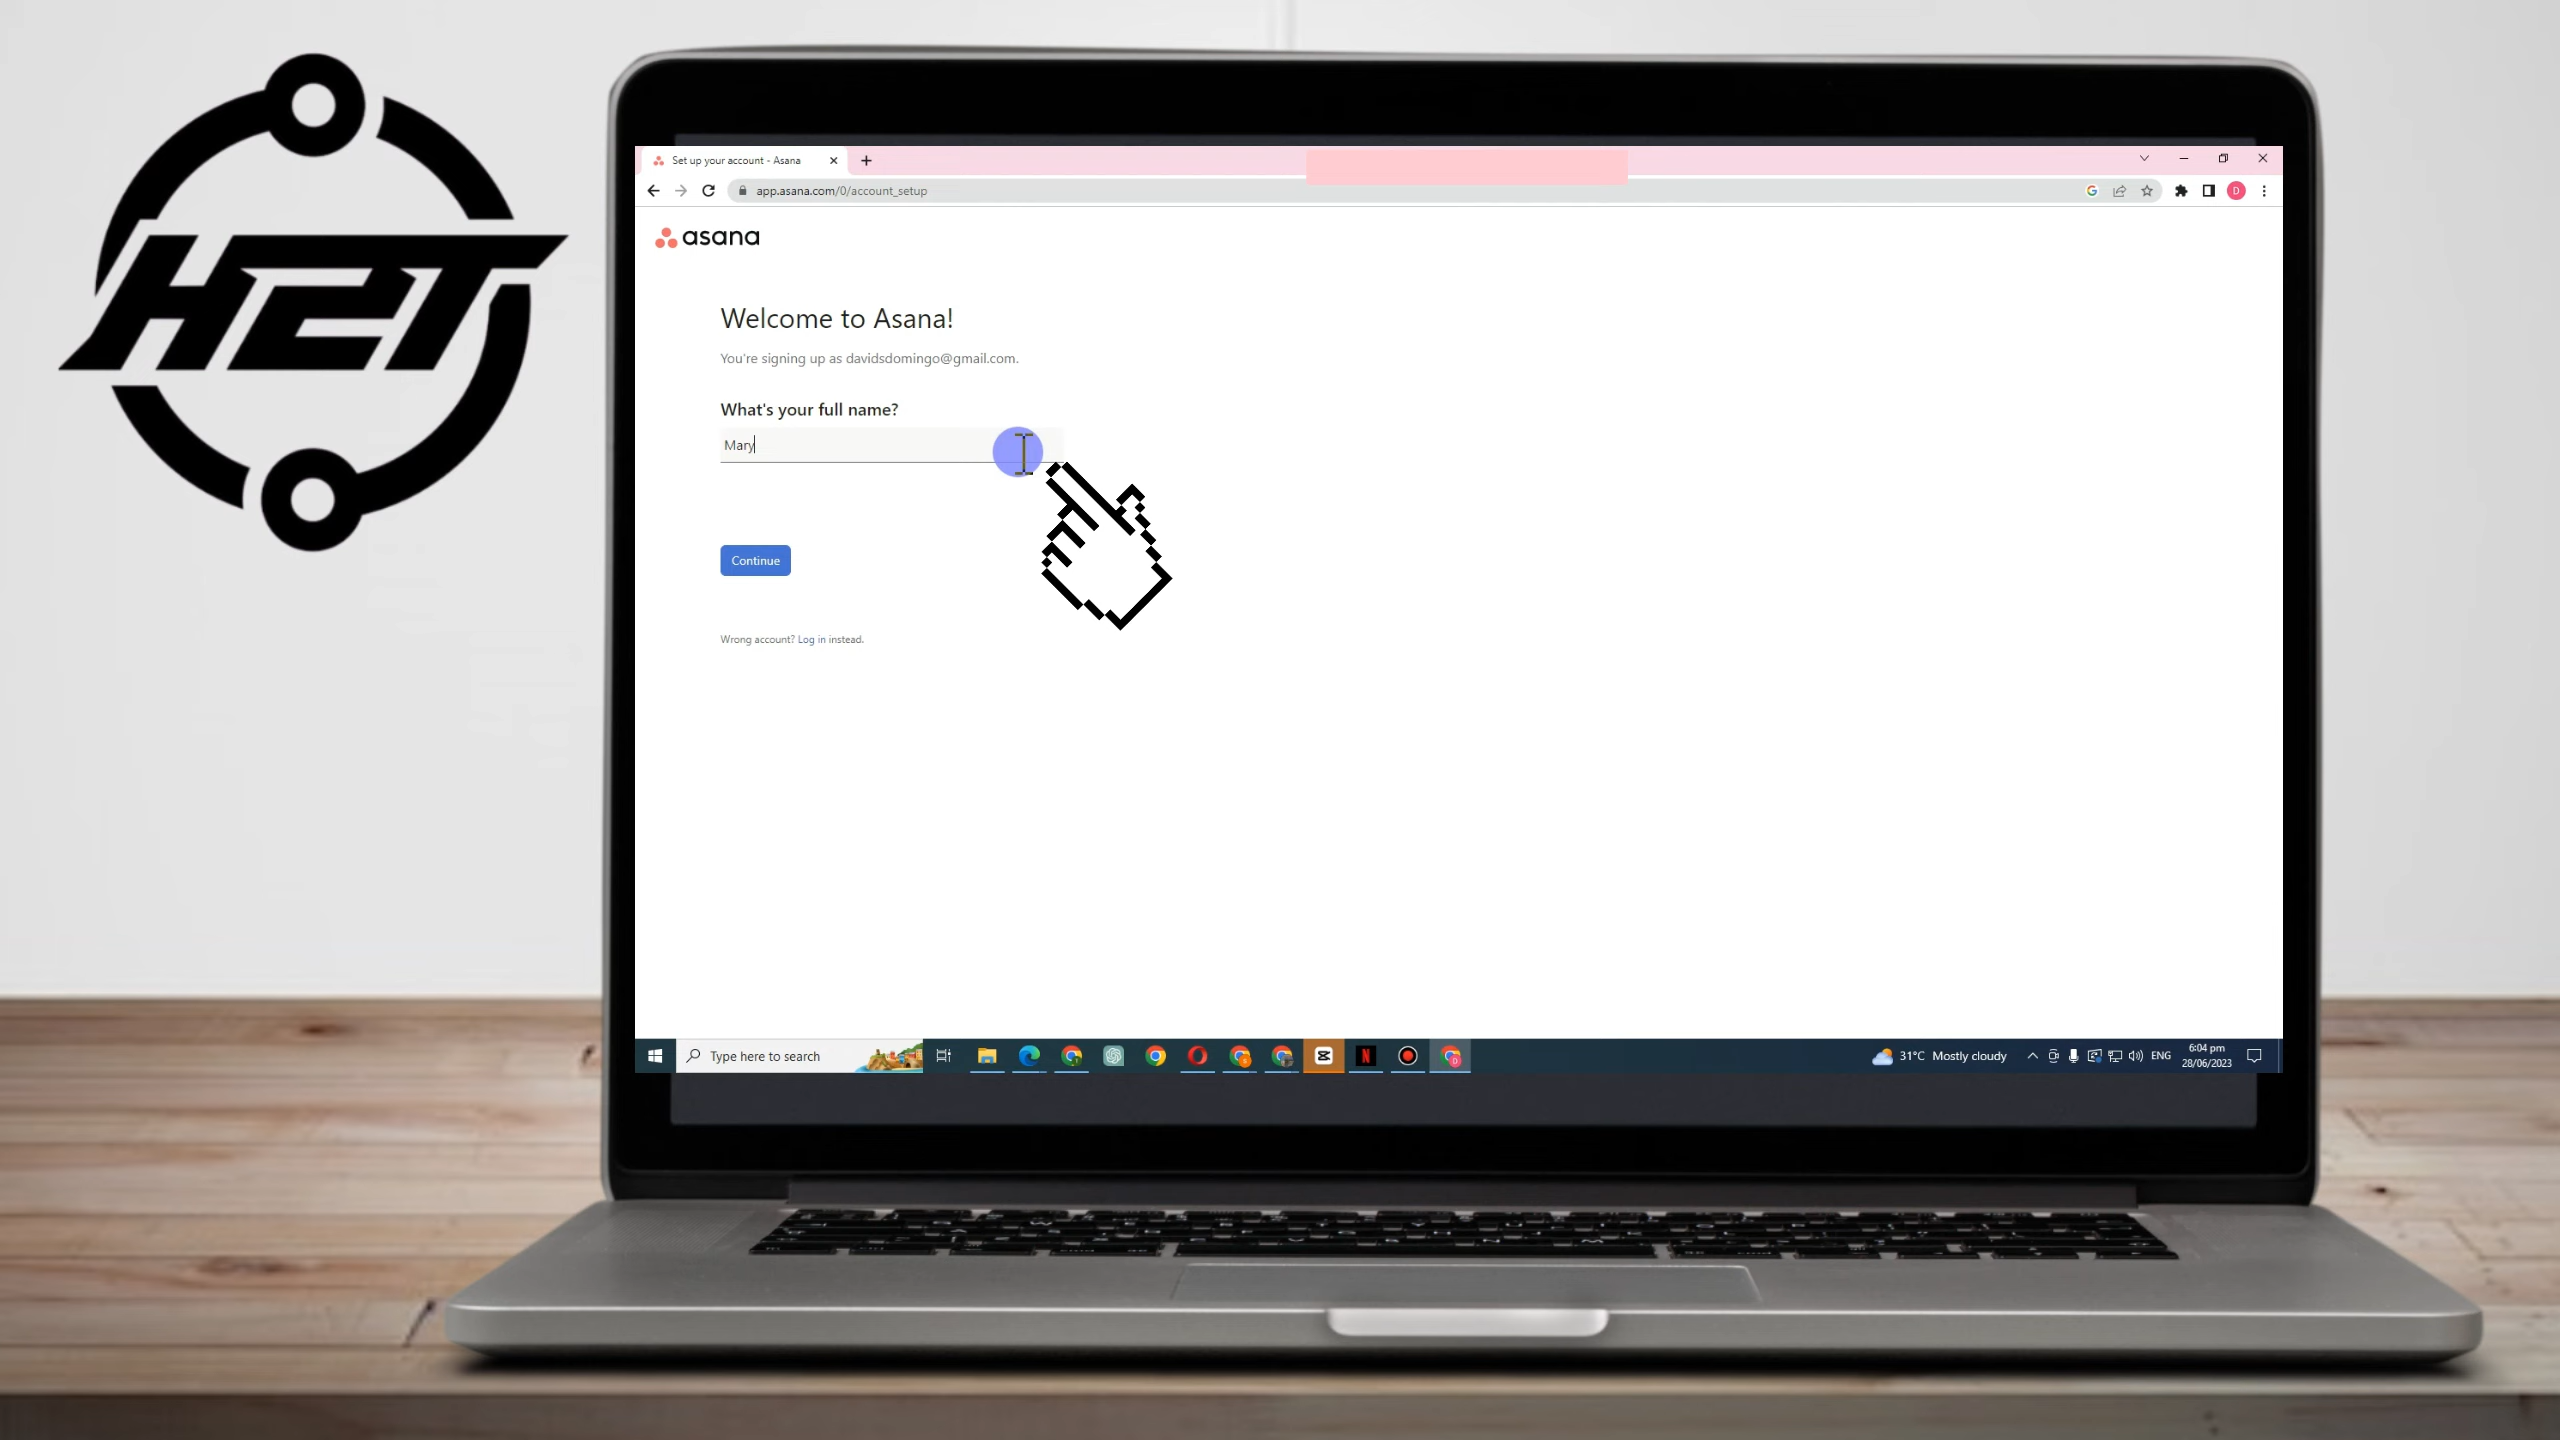 H2T
Set up your account - Asana
app.asana.com/0/account_setup
D
asana
Welcome to Asana!
You're signing up as davidsdomingo@gmail.com.
What's your full name?
Mary
Continue
Wrong account? Log in instead.
Type here to search
31°C Mostly cloudy
ENG
6:04 pm
28/06/2023